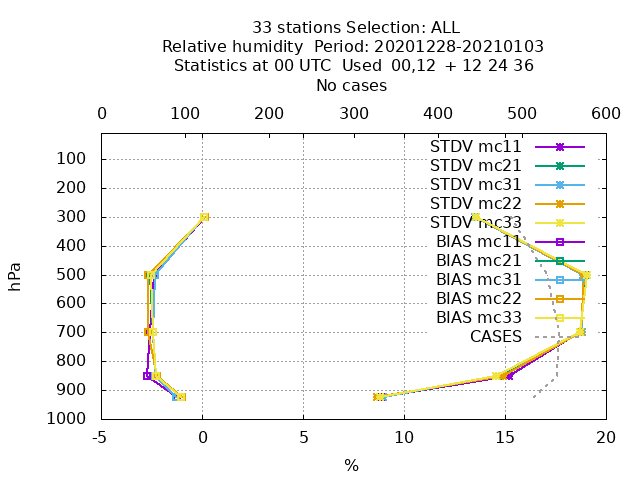 33 stations Selection: ALL
Relative humidity  Period: 20201228-20210103
Statistics at 00 UTC  Used  00,12  + 12 24 36
No cases
0 100 200 300 400 500 600
STDV mc11
STDV mc21
STDV mc31
STDV mc22
STDV mc33
BIAS mc11
BIAS mc21
BIAS mc31
BIAS mc22
BIAS mc33
CASES
hPa
100
200
300
400
500
600
700
800
900
1000
-5 0 5 10 15 20
%